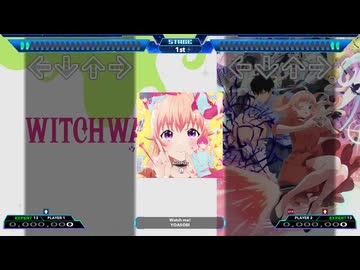 STAGE
1st
WITCHWA
Watch me!
YOASOBI
EXPERT 13
PLAYER 1
0,000,000
PLAYER 2
EXPERT 13
0,000,000